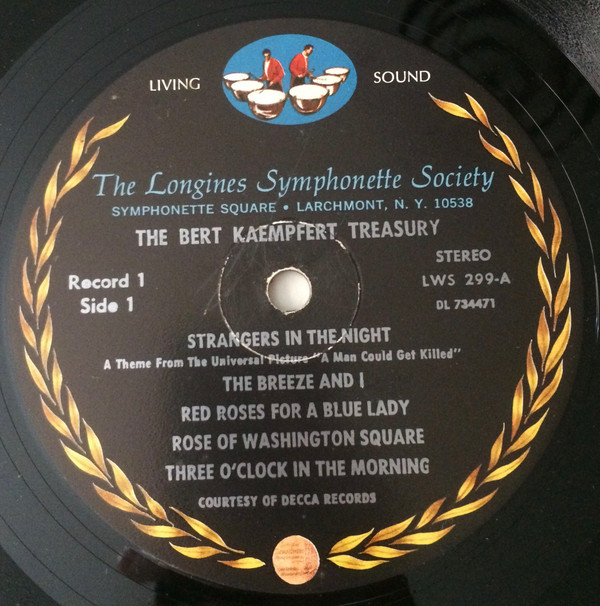 LIVING SOUND
The Longines Symphonette Society
SYMPHONETTE SQUARE • LARCHMONT, N. Y. 10538
THE BERT KAEMPFERT TREASURY
Record 1
Side 1
STEREO
LWS 299-A
DL 734471
STRANGERS IN THE NIGHT
A Theme From The Universal Picture "A Man Could Get Killed"
THE BREEZE AND I
RED ROSES FOR A BLUE LADY
ROSE OF WASHINGTON SQUARE
THREE O'CLOCK IN THE MORNING
COURTESY OF DECCA RECORDS